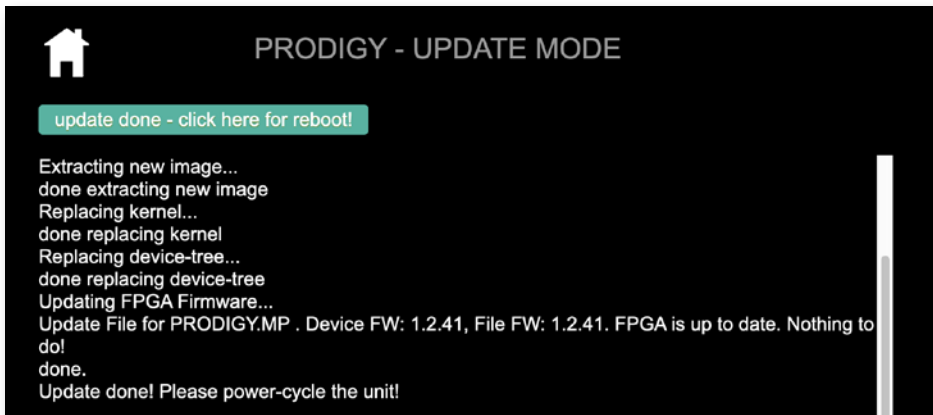 PRODIGY - UPDATE MODE
update done - click here for reboot!
Extracting new image...
done extracting new image
Replacing kernel...
done replacing kernel
Replacing device-tree...
done replacing device-tree
Updating FPGA Firmware...
Update File for PRODIGY.MP . Device FW: 1.2.41, File FW: 1.2.41. FPGA is up to date. Nothing to
do!
done.
Update done! Please power-cycle the unit!